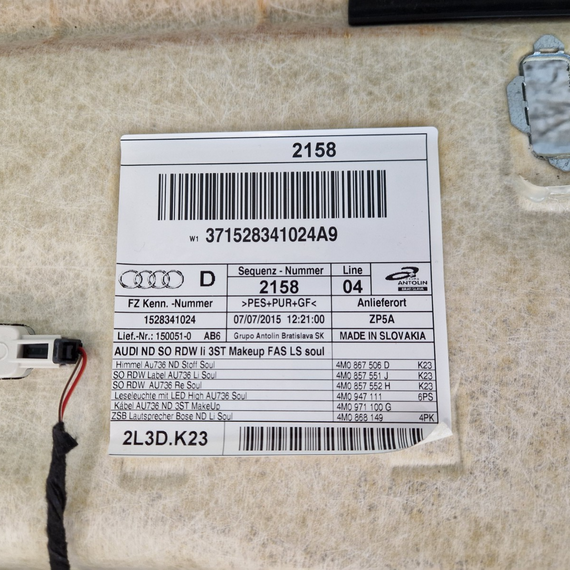 2158
W1 371528341024A9
D
Sequenz - Nummer
2158
Line
04
GRUPO
ANTOLIN
FZ Kenn. -Nummer
1528341024
>PES+PUR+GF<
07/07/2015 12:21:00
Anlieferort
ZP5A
Lief.-Nr.: 150051-0 AB6
Grupo Antolin Bratislava SK
MADE IN SLOVAKIA
AUDI ND SO RDW li 3ST Makeup FAS LS soul
Himmel Au736 ND Stoff Soul 4M0 867 506 D K23
SO RDW Label AU736 Li Soul 4M0 857 551 J K23
SO RDW. AU736 Re Soul 4M0 857 552 H K23
Leseleuchte mit LED High AU736 Soul 4M0 947 111 6PS
Kabel AU736 ND 3ST MakeUp 4M0 971 100 G
ZSB Lautsprecher Bose ND Li Soul 4M0 868 149 4PK
2L3D.K23